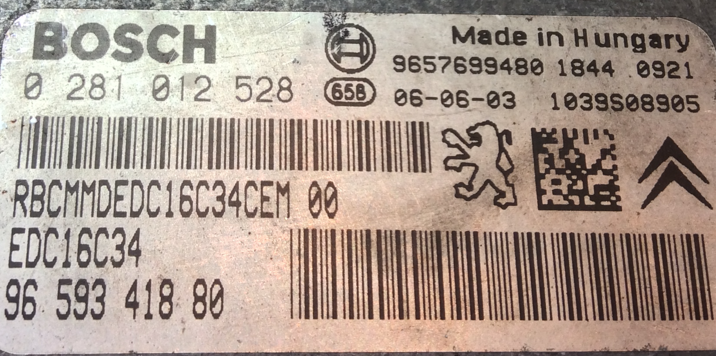 BOSCH
Made in Hungary
9657699480 1844 0921
0 281 012 528
658
06-06-03 1039S08905
RBCMMDEDC16C34CEM 00
EDC16C34
96 593 418 80